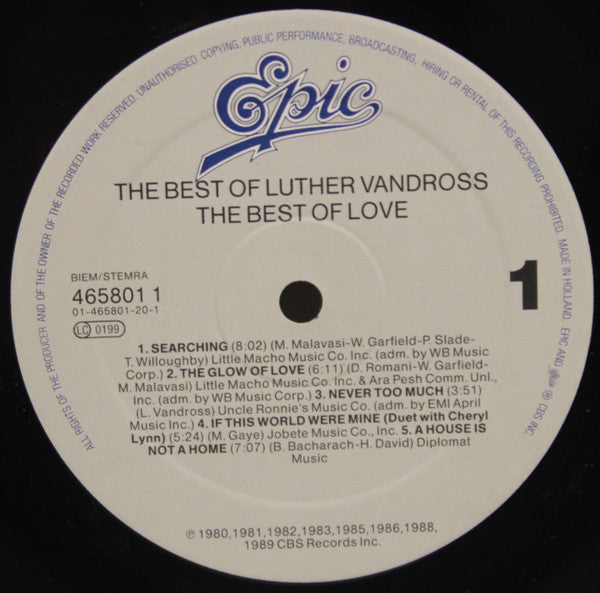 ALL RIGHTS OF THE PRODUCER AND OF THE OWNER OF THE RECORDED WORK RESERVED. UNAUTHORISED COPYING, PUBLIC PERFORMANCE, BROADCASTING, HIRING OR RENTAL OF THIS RECORDING PROHIBITED. MADE IN HOLLAND. EPIC AND ℗ CBS INC.
Epic
THE BEST OF LUTHER VANDROSS
THE BEST OF LOVE
BIEM/STEMRA
465801 1
01-465801-20-1
LC 0199
1
1. SEARCHING (8:02) (M. Malavasi-W. Garfield-P. Slade-
T. Willoughby) Little Macho Music Co. Inc. (adm. by WB Music
Corp.) 2. THE GLOW OF LOVE (6:11) (D. Romani-W. Garfield-
M. Malavasi) Little Macho Music Co. Inc. & Ara Pesh Comm. Unl.,
Inc. (adm. by WB Music Corp.) 3. NEVER TOO MUCH (3:51)
(L. Vandross) Uncle Ronnie's Music Co. (adm. by EMI April
Music Inc.) 4. IF THIS WORLD WERE MINE (Duet with Cheryl
Lynn) (5:24) (M. Gaye) Jobete Music Co., Inc. 5. A HOUSE IS
NOT A HOME (7:07) (B. Bacharach-H. David) Diplomat
Music
℗ 1980,1981,1982,1983,1985,1986,1988,
1989 CBS Records Inc.